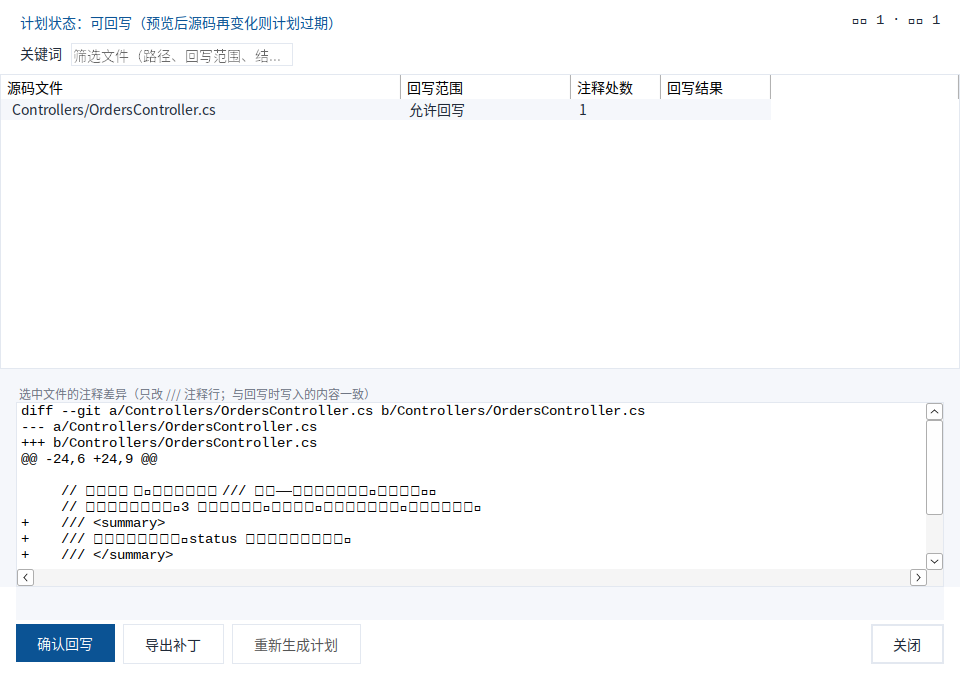 计划状态：可回写（预览后源码再变化则计划过期）
1 · 1
关键词 筛选文件（路径、回写范围、结...
源码文件 回写范围 注释处数 回写结果
Controllers/OrdersController.cs 允许回写 1
选中文件的注释差异（只改 /// 注释行；与回写时写入的内容一致）
diff --git a/Controllers/OrdersController.cs b/Controllers/OrdersController.cs
--- a/Controllers/OrdersController.cs
+++ b/Controllers/OrdersController.cs
@@ -24,6 +24,9 @@
// /// ——
// 3
+ /// <summary>
+ /// status
+ /// </summary>
确认回写 导出补丁 重新生成计划 关闭